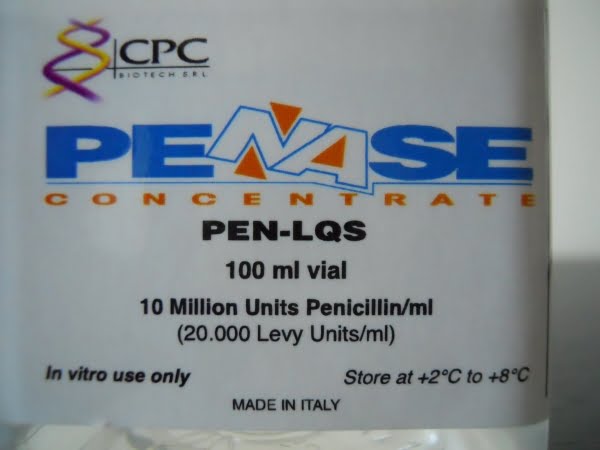 CPC
BIOTECH S.R.L
PENASE
CONCENTRATE
PEN-LQS
100 ml vial
10 Million Units Penicillin/ml
(20.000 Levy Units/ml)
In vitro use only Store at +2°C to +8°C
MADE IN ITALY